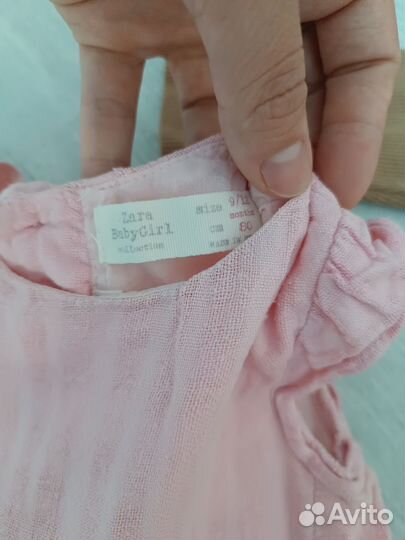 Zara
BabyGirl
collection
size 9/12
months
cm 80
MADE IN
Avito